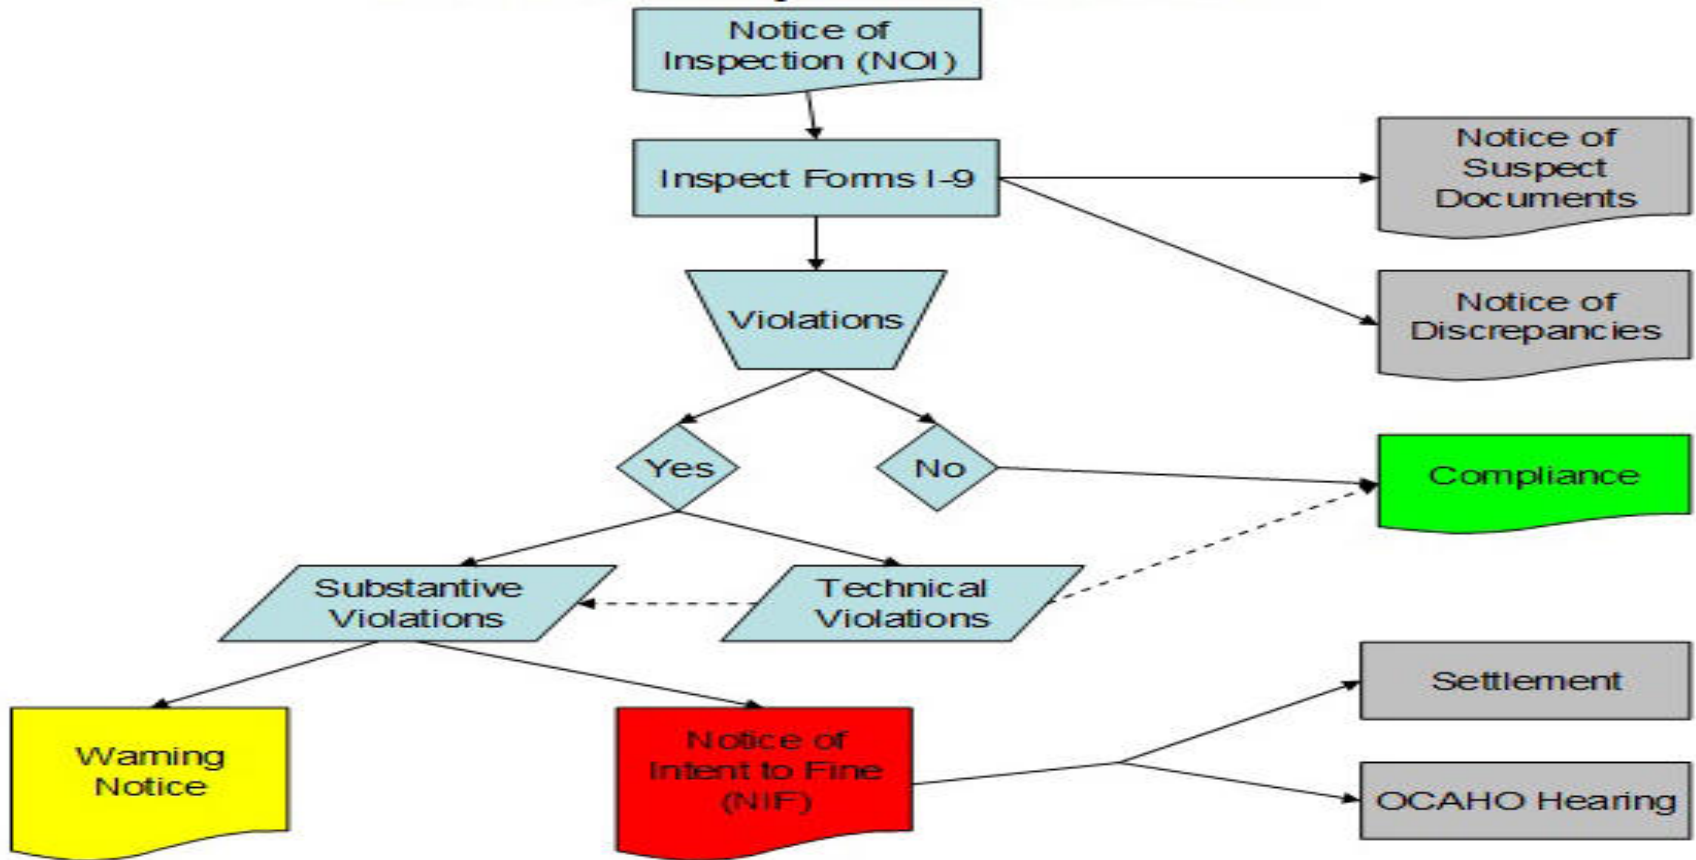 Notice of
Inspection (NOI)
Inspect Forms I-9
Notice of
Suspect
Documents
Violations
Notice of
Discrepancies
Yes
No
Compliance
Substantive
Violations
Technical
Violations
Settlement
Warning
Notice
Notice of
Intent to Fine
(NIF)
OCAHO Hearing